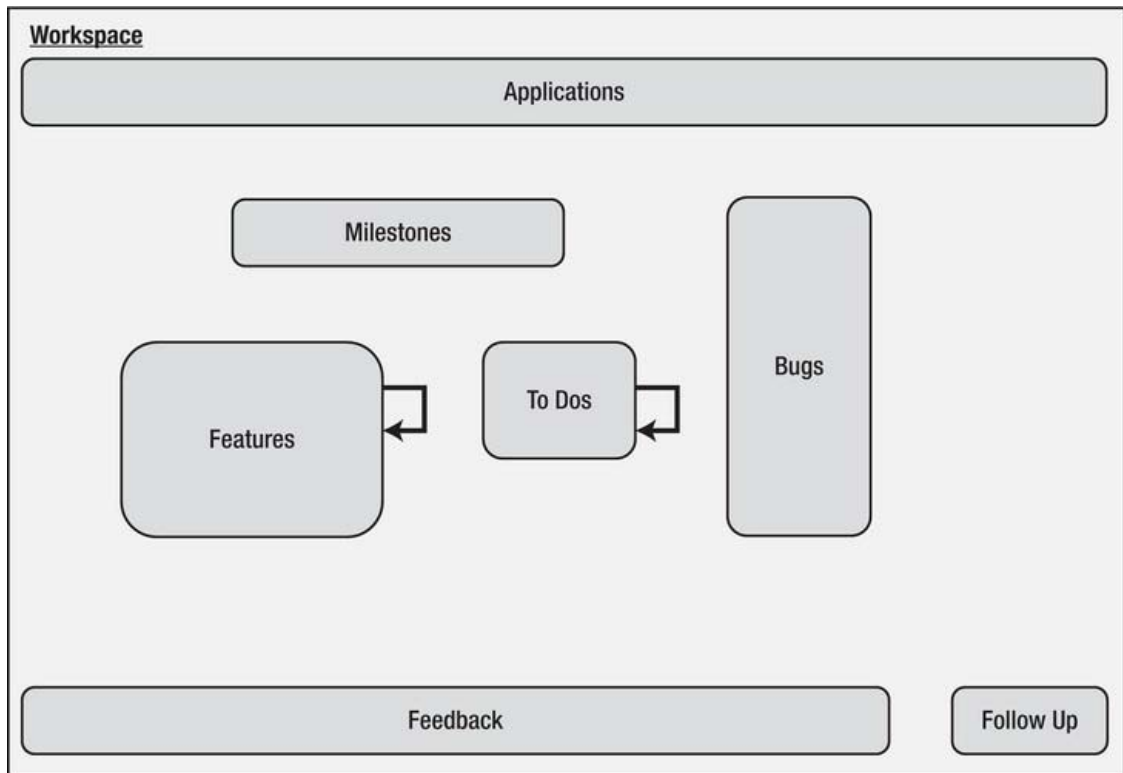 Workspace
Applications
Milestones
Bugs
To Dos
Features
Feedback
Follow Up